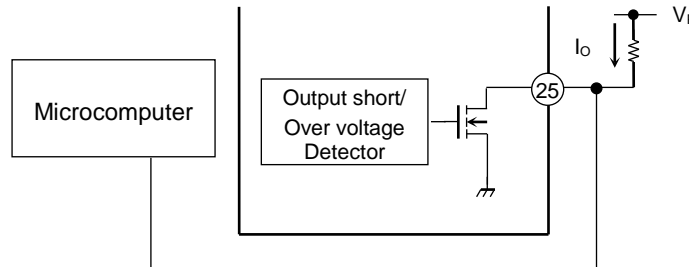 Microcomputer
Output short/
Over voltage
Detector
25
IO
V